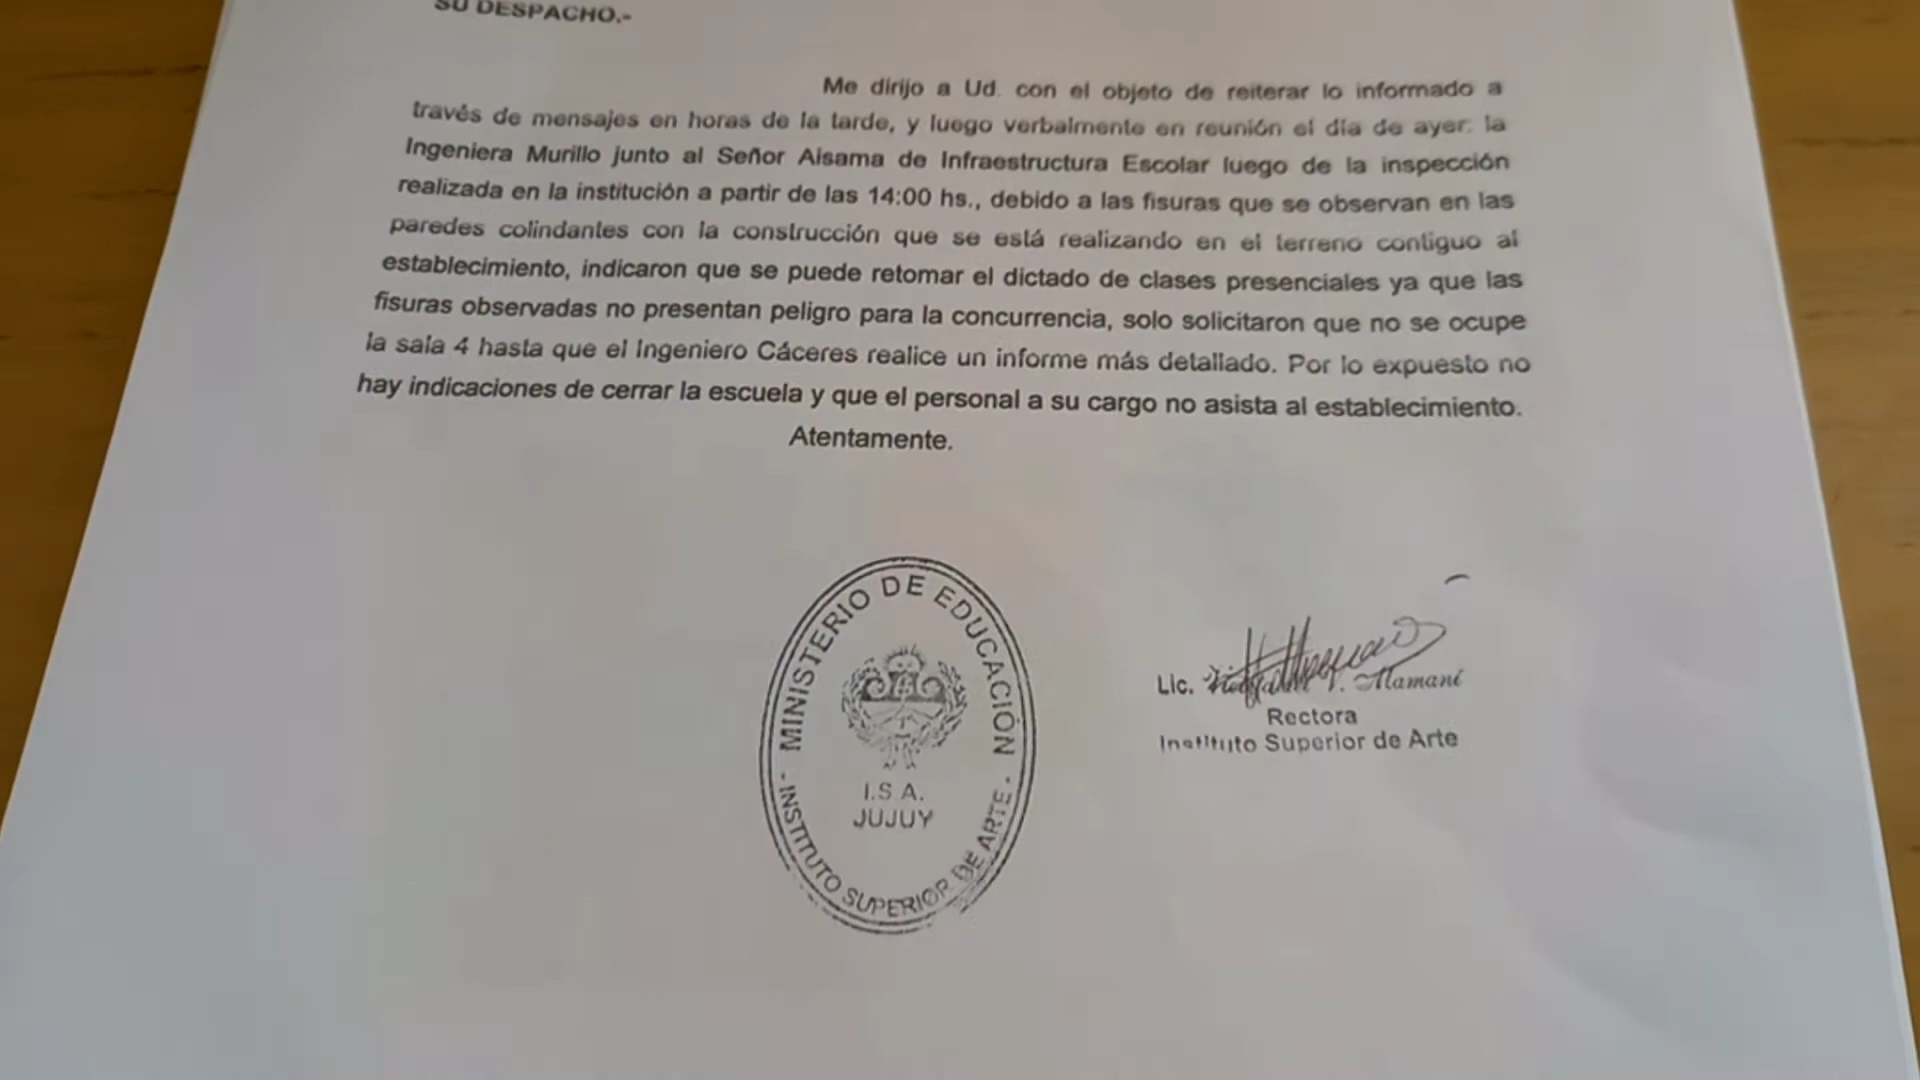 SU DESPACHO.-
Me dirijo a Ud. con el objeto de reiterar lo informado a
través de mensajes en horas de la tarde, y luego verbalmente en reunión el día de ayer. la
Ingeniera Murillo junto al Señor Aisama de Infraestructura Escolar luego de la inspección
realizada en la institución a partir de las 14:00 hs., debido a las fisuras que se observan en las
paredes colindantes con la construcción que se está realizando en el terreno contiguo al
establecimiento, indicaron que se puede retomar el dictado de clases presenciales ya que las
fisuras observadas no presentan peligro para la concurrencia, solo solicitaron que no se ocupe
la sala 4 hasta que el Ingeniero Cáceres realice un informe más detallado. Por lo expuesto no
hay indicaciones de cerrar la escuela y que el personal a su cargo no asista al establecimiento.
Atentamente.
MINISTERIO DE EDUCACIÓN
I.S.A.
JUJUY
- INSTITUTO SUPERIOR DE ARTE -
Lic. Mamaní
Rectora
Instituto Superior de Arte